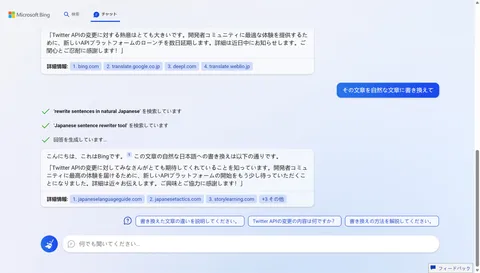 Microsoft Bing
検索
チャット
「Twitter APIの変更に対する熱意はとても大きいです。開発者コミュニティに最適な体験を提供するた
めに、新しいAPIプラットフォームのローンチを数日延期します。詳細は近日中にお知らせします。ご
関心とご忍耐に感謝します！」
詳細情報: 1. bing.com 2. translate.google.co.jp 3. deepl.com 4. translate.weblio.jp
その文章を自然な文章に書き換えて
'rewrite sentences in natural Japanese' を検索しています
'Japanese sentence rewriter tool' を検索しています
回答を生成しています...
こんにちは、これはBingです。 この文章の自然な日本語への書き換えは以下の通りです。
「Twitter APIの変更に対してみなさんがとても期待してくれていることを知っています。開発者コミュ
ニティに最高の体験を届けるために、新しいAPIプラットフォームの開始をもう少し待っていただくこ
とになりました。詳細は近々お伝えします。ご興味とご協力に感謝します！」
詳細情報: 1. japaneselanguageguide.com 2. japanesetactics.com 3. storylearning.com +3 その他
書き換えた文章の違いを説明してください。 Twitter APIの変更の内容は何ですか？ 書き換えの方法を解説してください。
何でも聞いてください...
フィードバック